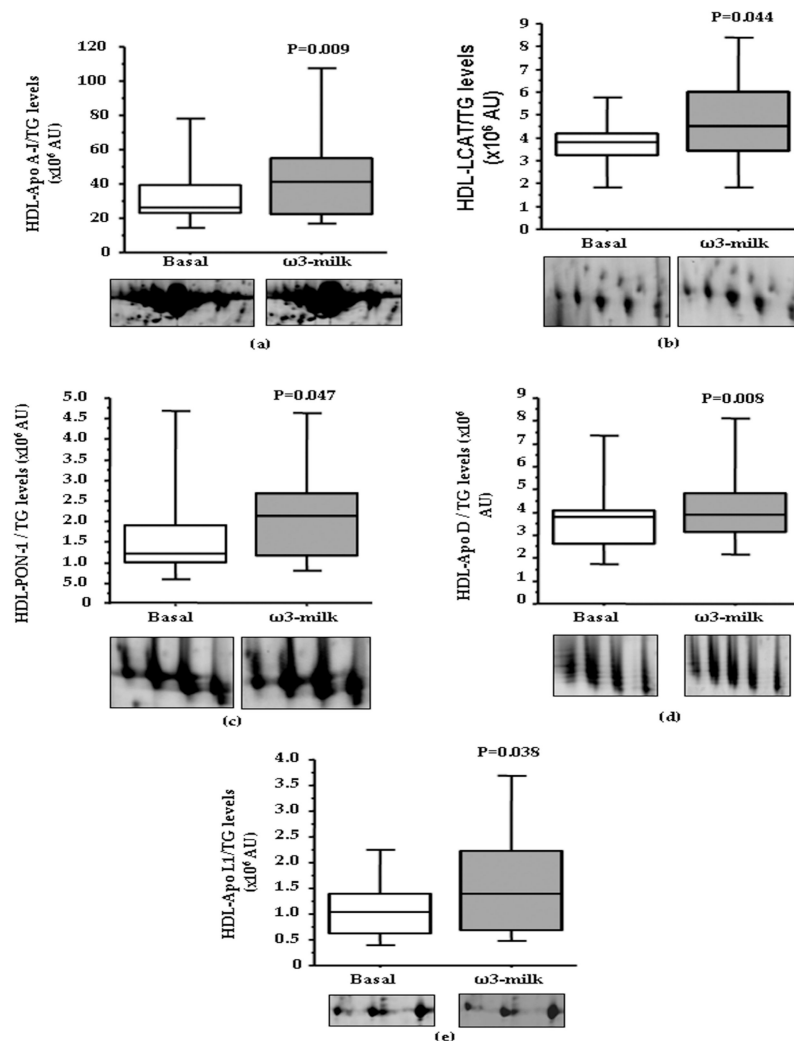 P=0.009
HDL-Apo A-I/TG levels
(x10⁶ AU)
120
100
80
60
40
20
0
Basal
ω3-milk
(a)
P=0.044
HDL-LCAT/TG levels
(x10⁶ AU)
9
8
7
6
5
4
3
2
1
0
Basal
ω3-milk
(b)
P=0.047
HDL-PON-1 / TG levels (x10⁶ AU)
5.0
4.5
4.0
3.5
3.0
2.5
2.0
1.5
1.0
5.0
0
Basal
ω3-milk
(c)
P=0.008
HDL-Apo D / TG levels (x10⁶
AU)
9
8
7
6
5
4
3
2
1
0
Basal
ω3-milk
(d)
P=0.038
HDL-Apo L1/TG levels
(x10⁶ AU)
4.0
3.5
3.0
2.5
2.0
1.5
1.0
0.5
0
Basal
ω3-milk
(e)